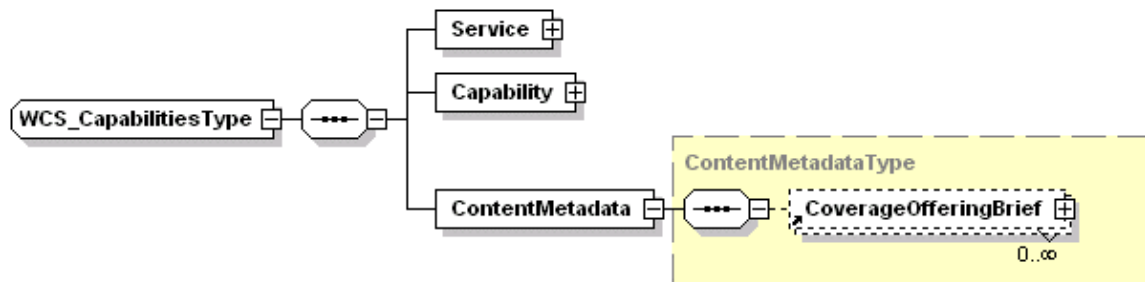 Service
Capability
WCS_CapabilitiesType
ContentMetadataType
ContentMetadata
CoverageOfferingBrief
0..∞